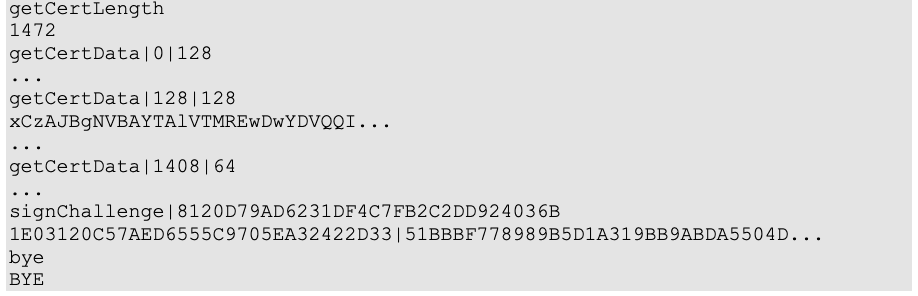 getCertLength
1472
getCertData|0|128
...
getCertData|128|128
xCzAJBgNVBAYTAlVTMREwDwYDVQQI...
...
getCertData|1408|64
...
signChallenge|8120D79AD6231DF4C7FB2C2DD924036B
1E03120C57AED6555C9705EA32422D33|51BBBF778989B5D1A319BB9ABDA5504D...
bye
BYE